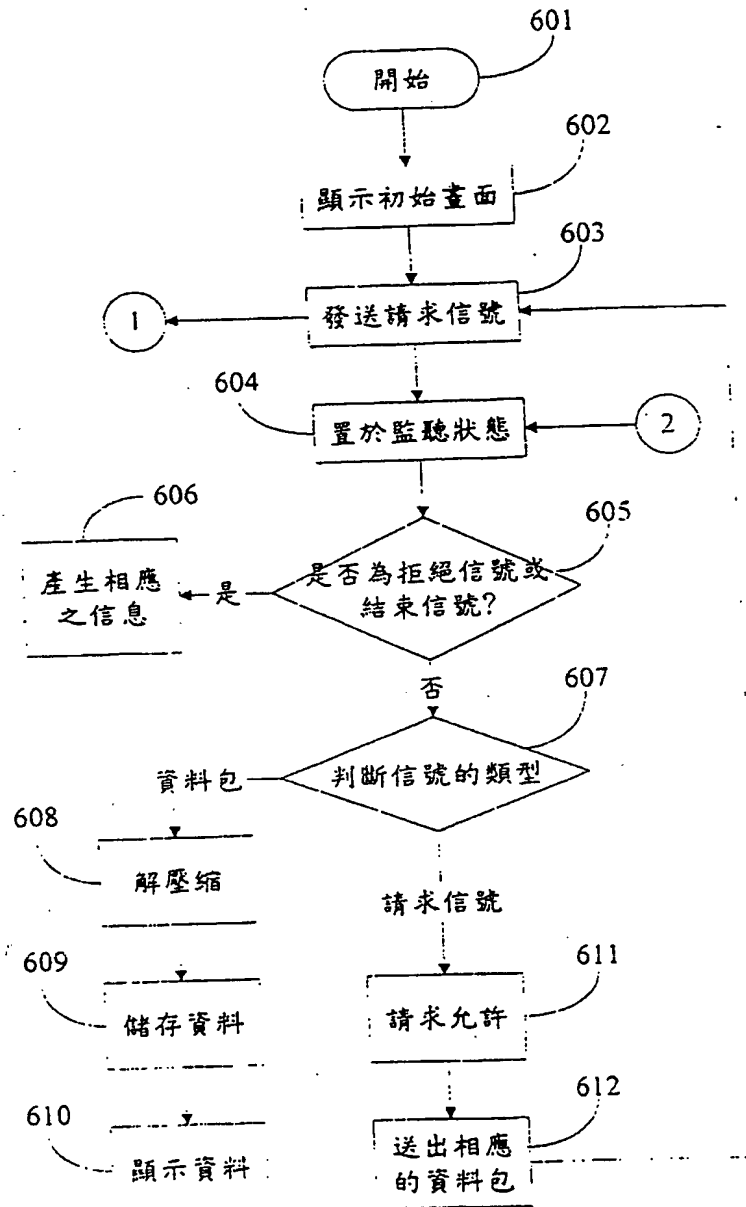 601
開始
602
顯示初始畫面
603
發送請求信號
1
604
置於監聽狀態
2
606
605
產生相應
之信息
是
是否為拒絕信號或
結束信號?
否
607
資料包
判斷信號的類型
608
解壓缩
請求信號
609
611
儲存資料
請求允許
610
612
顯示資料
送出相應
的資料包